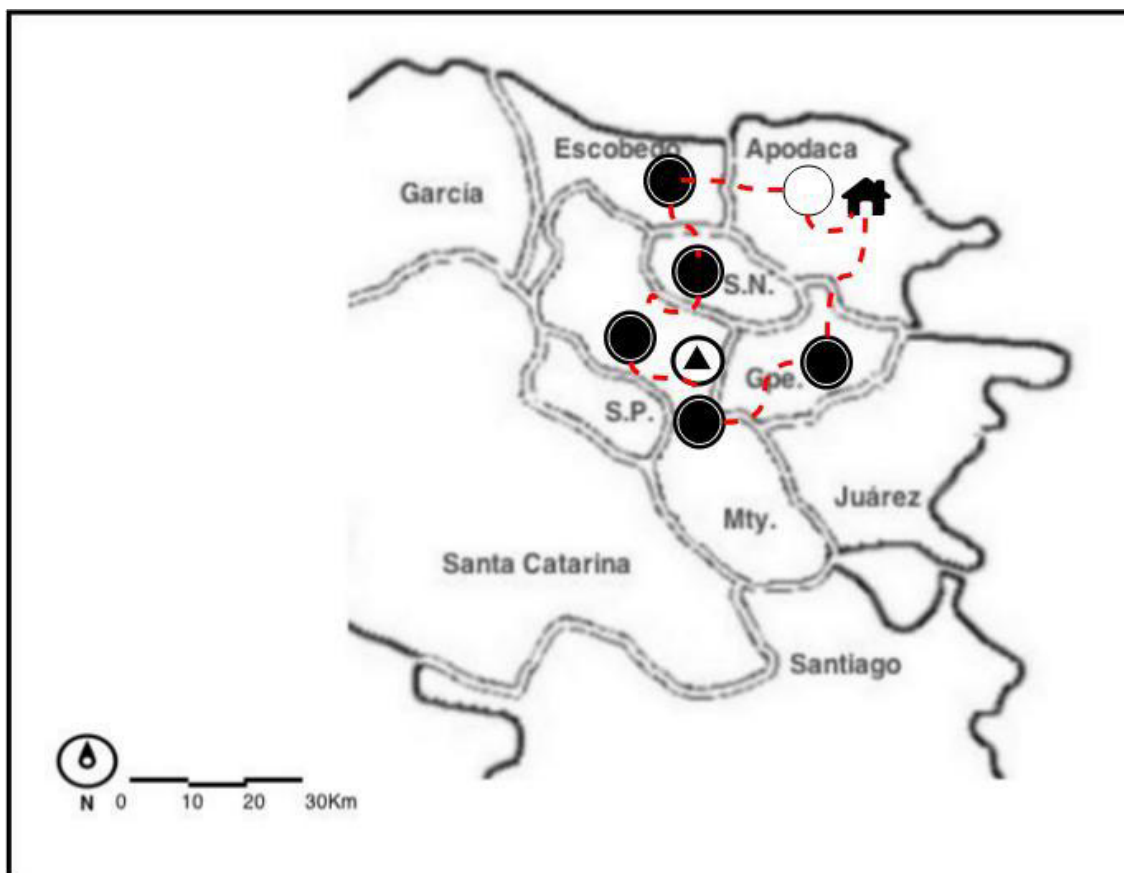 Escobedo
Apodaca
García
S.N.
Gpe.
S.P.
Juárez
Mty.
Santa Catarina
Santiago
N
0 10 20 30Km